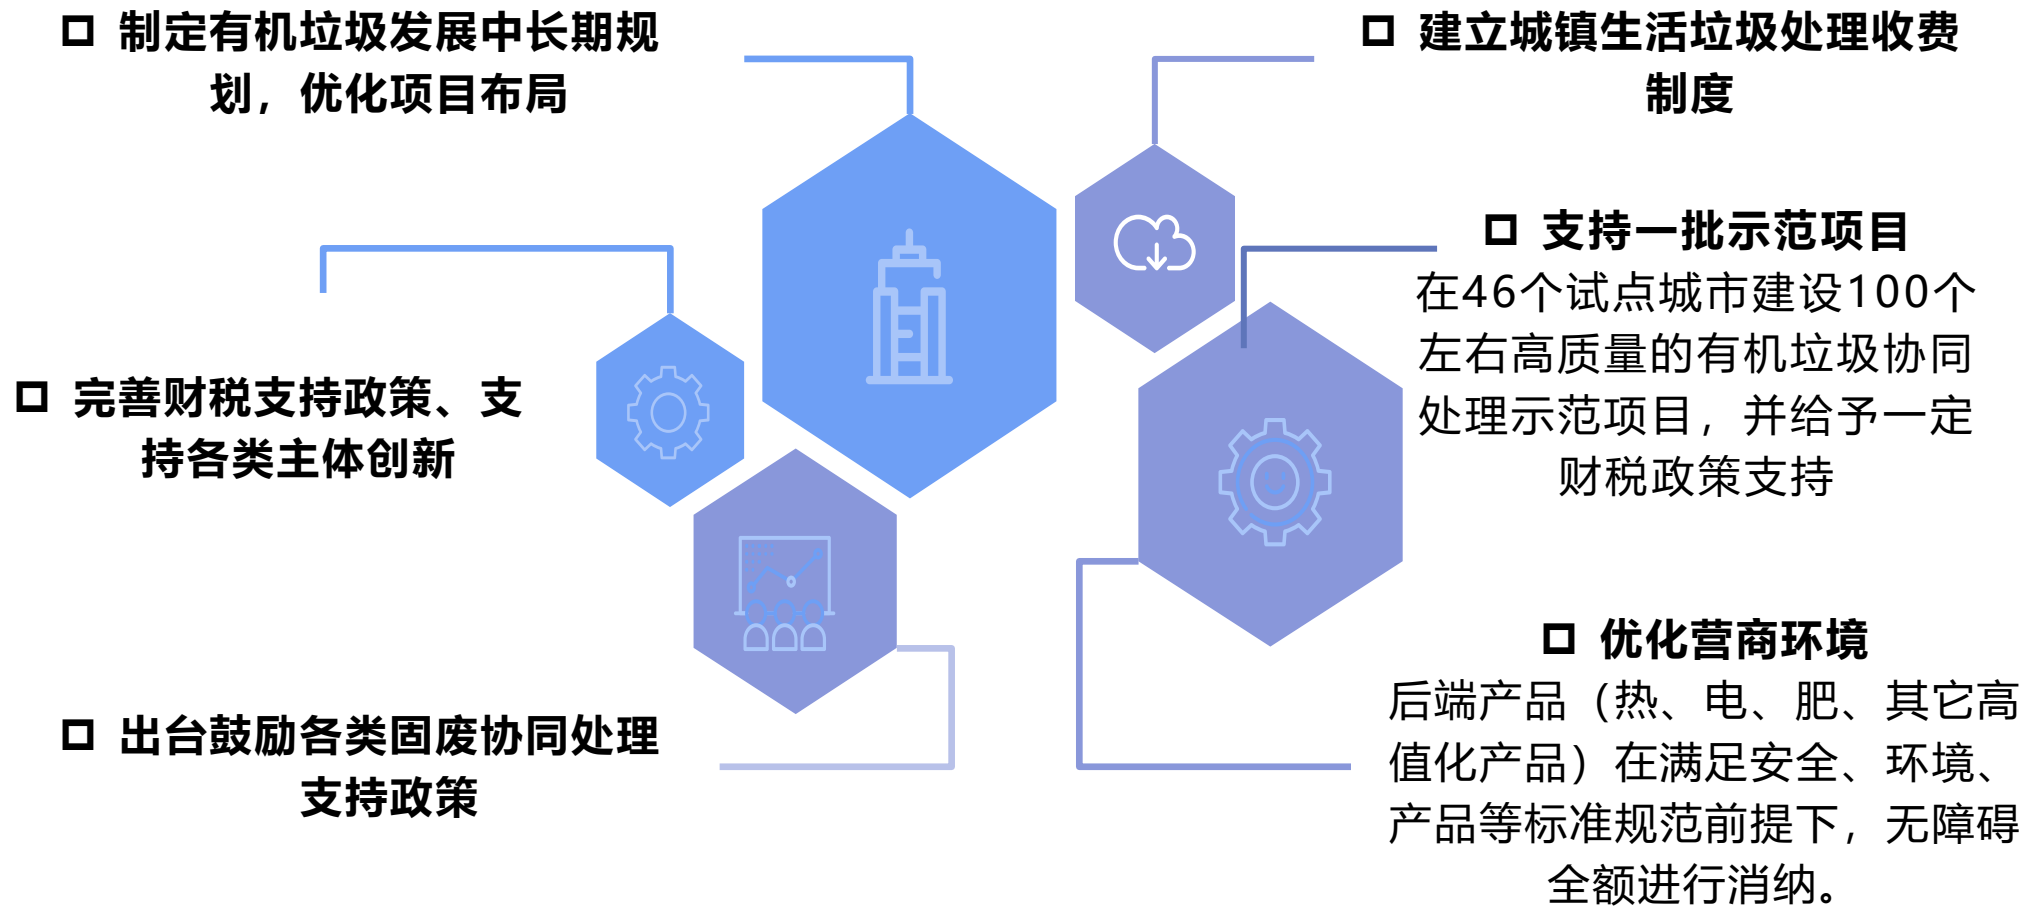 制定有机垃圾发展中长期规
划，优化项目布局
完善财税支持政策、支
持各类主体创新
出台鼓励各类固废协同处理
支持政策
建立城镇生活垃圾处理收费
制度
支持一批示范项目
在46个试点城市建设100个
左右高质量的有机垃圾协同
处理示范项目，并给予一定
财税政策支持
优化营商环境
后端产品（热、电、肥、其它高
值化产品）在满足安全、环境、
产品等标准规范前提下，无障碍
全额进行消纳。